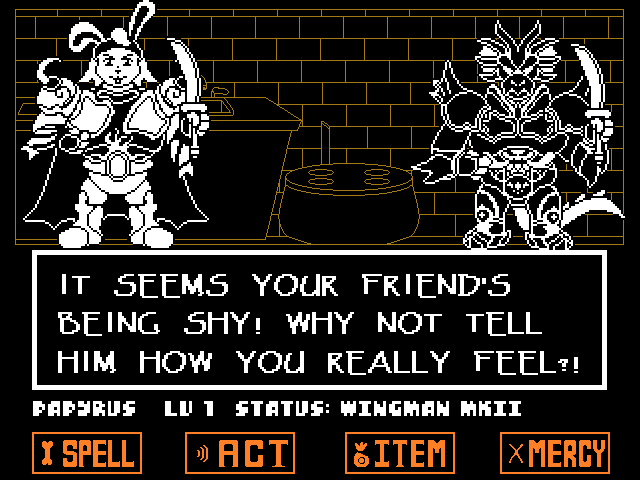 IT SEEMS YOUR FRIEND'S
BEING SHY! WHY NOT TELL
HIM HOW YOU REALLY FEEL?!
PAPYRUS LV 1 STATUS: WINGMAN MKII
SPELL ACT ITEM MERCY